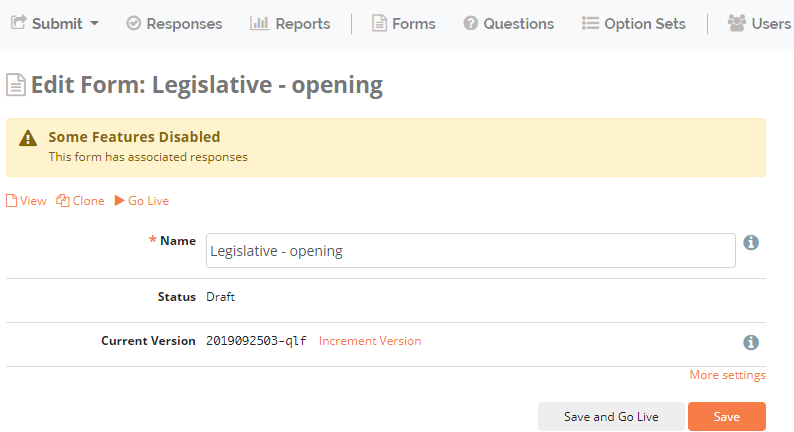 Submit Responses Reports Forms Questions Option Sets Users
Edit Form: Legislative - opening
Some Features Disabled
This form has associated responses
View Clone Go Live
* Name Legislative - opening
Status Draft
Current Version 2019092503-qlf Increment Version
More settings
Save and Go Live Save